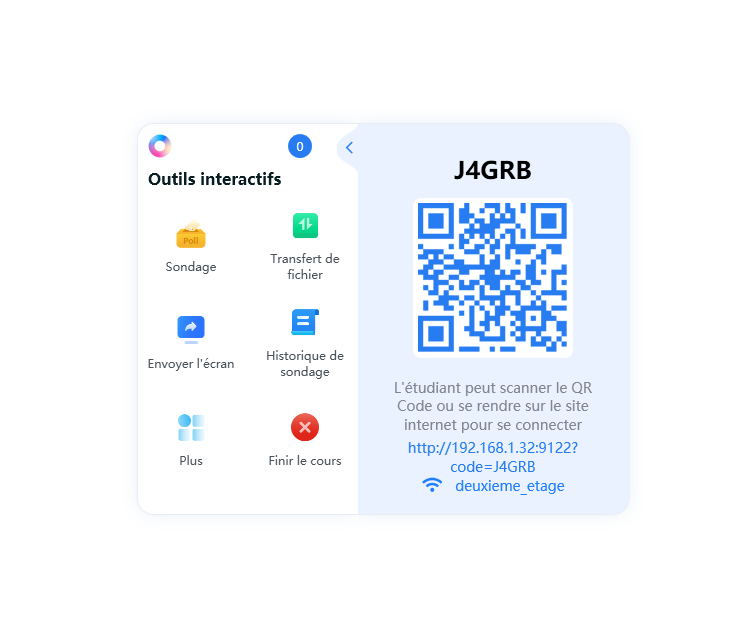 0
Outils interactifs
Poll
Sondage
Transfert de
fichier
Envoyer l'écran
Historique de
sondage
Plus
Finir le cours
J4GRB
L'étudiant peut scanner le QR
Code ou se rendre sur le site
internet pour se connecter
http://192.168.1.32:9122?
code=J4GRB
deuxieme_etage